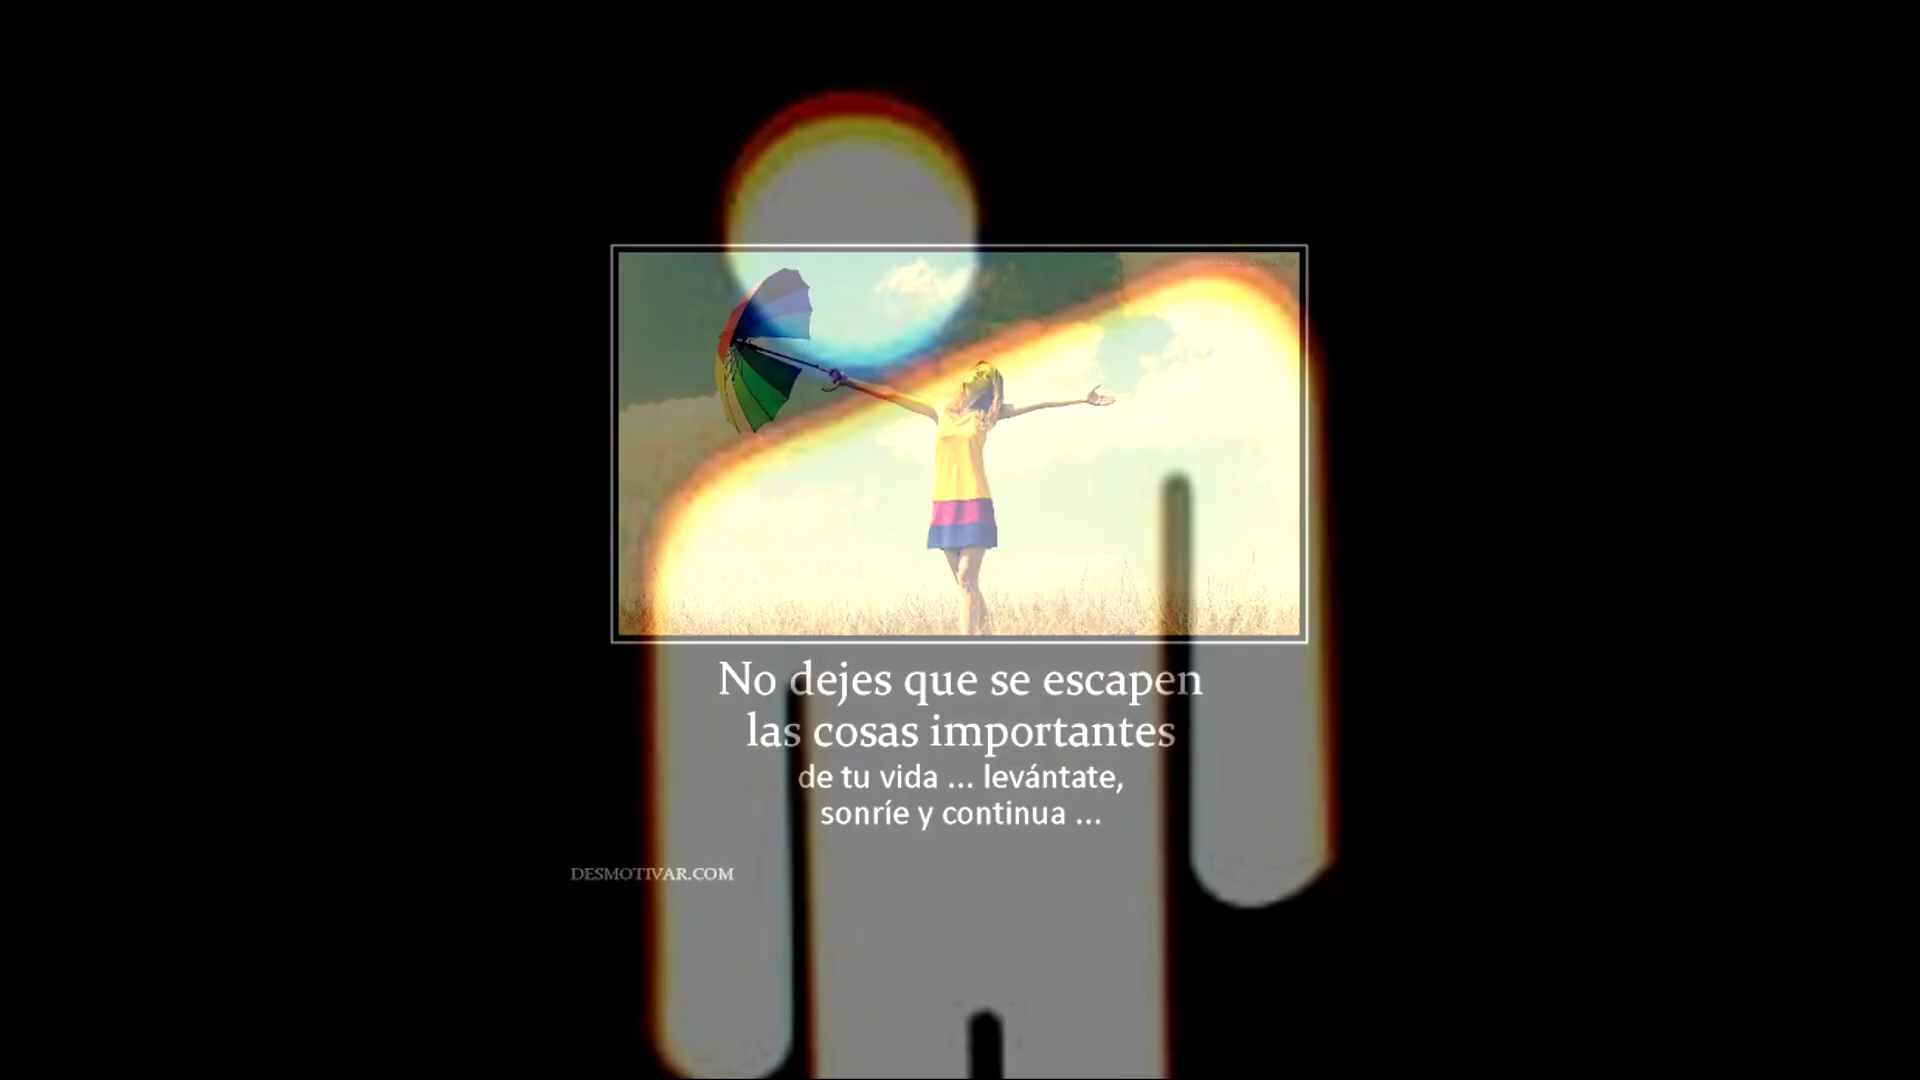 No dejes que se escapen
las cosas importantes
de tu vida ... levántate,
sonríe y continua ...
DESMOTIVAR.COM